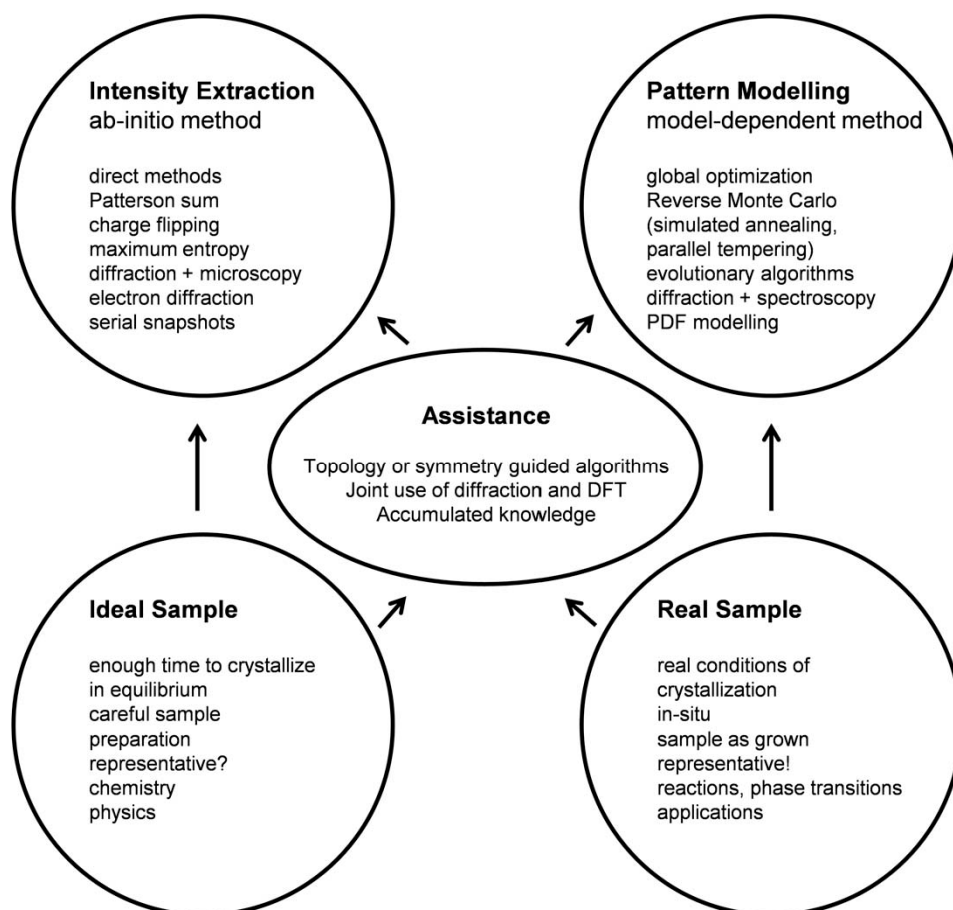 Intensity Extraction
ab-initio method
direct methods
Patterson sum
charge flipping
maximum entropy
diffraction + microscopy
electron diffraction
serial snapshots
Pattern Modelling
model-dependent method
global optimization
Reverse Monte Carlo
(simulated annealing,
parallel tempering)
evolutionary algorithms
diffraction + spectroscopy
PDF modelling
Assistance
Topology or symmetry guided algorithms
Joint use of diffraction and DFT
Accumulated knowledge
Ideal Sample
enough time to crystallize
in equilibrium
careful sample
preparation
representative?
chemistry
physics
Real Sample
real conditions of
crystallization
in-situ
sample as grown
representative!
reactions, phase transitions
applications